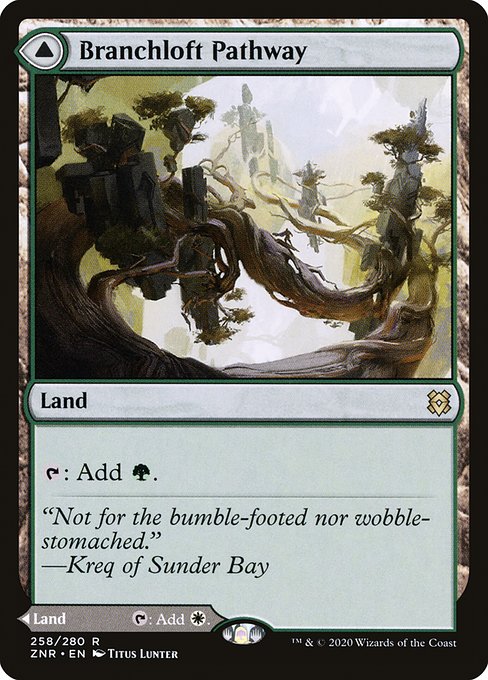 Branchloft Pathway
Land
: Add .
“Not for the bumble-footed nor wobble-
stomached.”
—Kreq of Sunder Bay
Land : Add .
258/280 R
ZNR • EN Titus Lunter
™ & © 2020 Wizards of the Coast